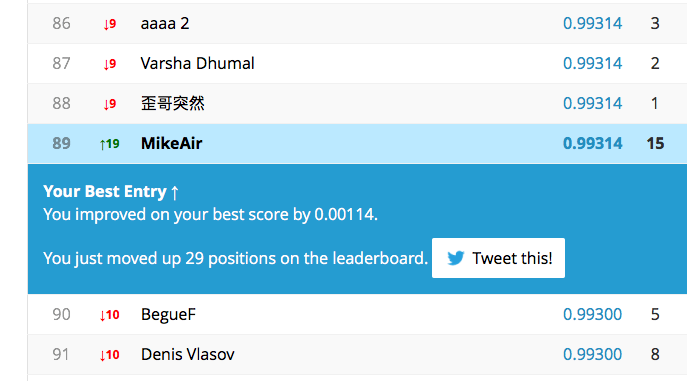 86 ↓9 aaaa 2 0.99314 3
87 ↓9 Varsha Dhumal 0.99314 2
88 ↓9 歪哥突然 0.99314 1
89 ↑19 MikeAir 0.99314 15
Your Best Entry ↑
You improved on your best score by 0.00114.
You just moved up 29 positions on the leaderboard. Tweet this!
90 ↓10 BegueF 0.99300 5
91 ↓10 Denis Vlasov 0.99300 8